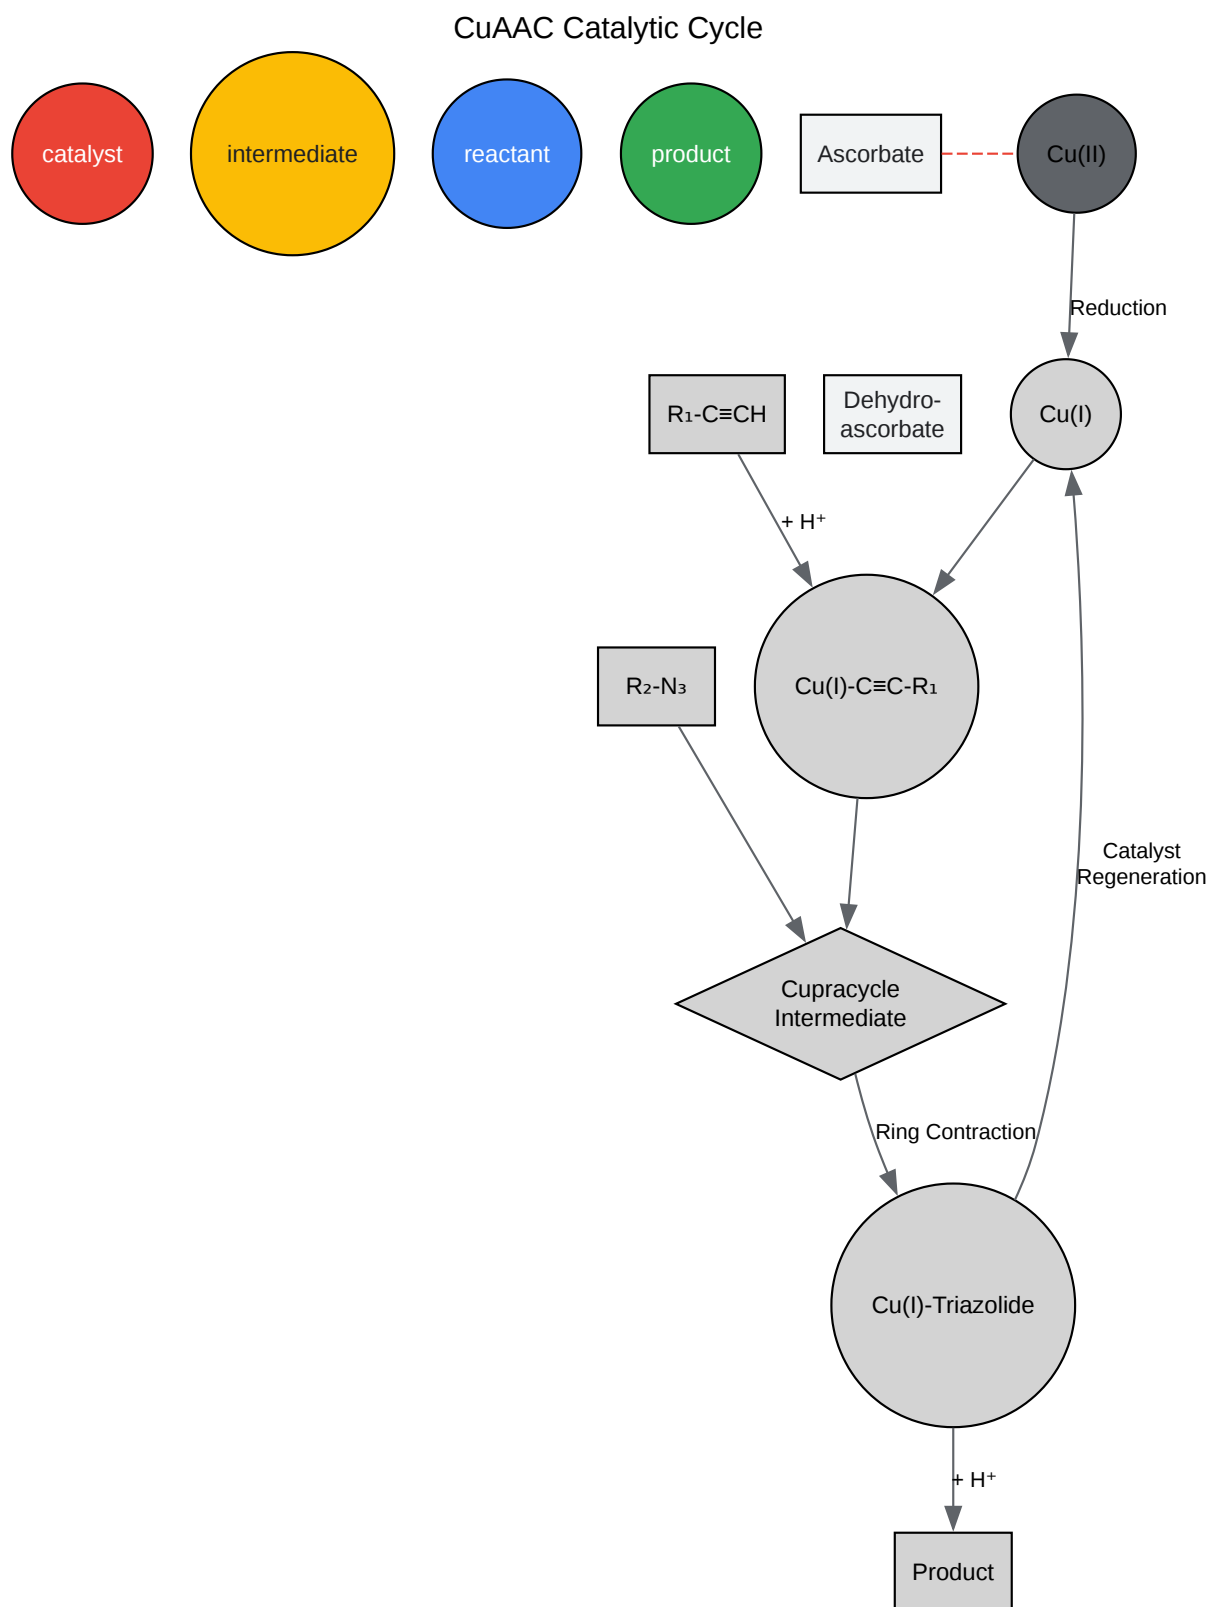 CuAAC Catalytic Cycle
catalyst
intermediate
reactant
product
Ascorbate
Cu(II)
Reduction
R₁-C≡CH
Dehydro-
ascorbate
Cu(I)
+ H⁺
R₂-N₃
Cu(I)-C≡C-R₁
Catalyst
Regeneration
Cupracycle
Intermediate
Ring Contraction
Cu(I)-Triazolide
+ H⁺
Product